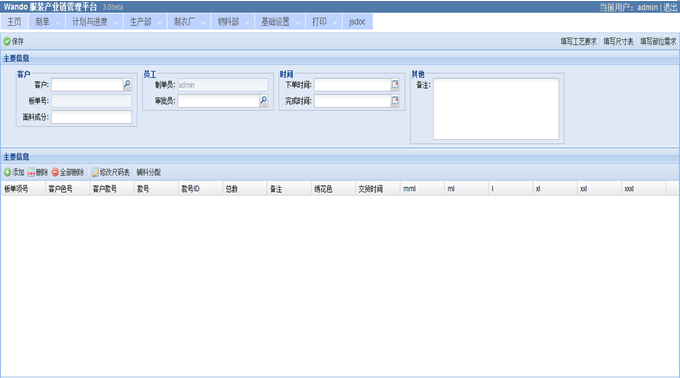 Wando 服装产业链管理平台 3.0beta 当前用户：admin | 退出
主页 制单 计划与进度 生产部 制衣厂 物料部 基础设置 打印 jsdoc
保存 填写工艺要求 填写尺寸表 填写部位需求
主要信息
客户 员工 时间 其他
客户: 制单员: admin 下单时间: 备注:
板单号: 审批员: 完成时间:
面料成分:
主要信息
添加 删除 全部删除 修改尺码表 辅料分配
板单项号 客户色号 客户款号 款号 款号ID 总数 备注 绣花色 交货时间 mml ml l xl xxl xxxl